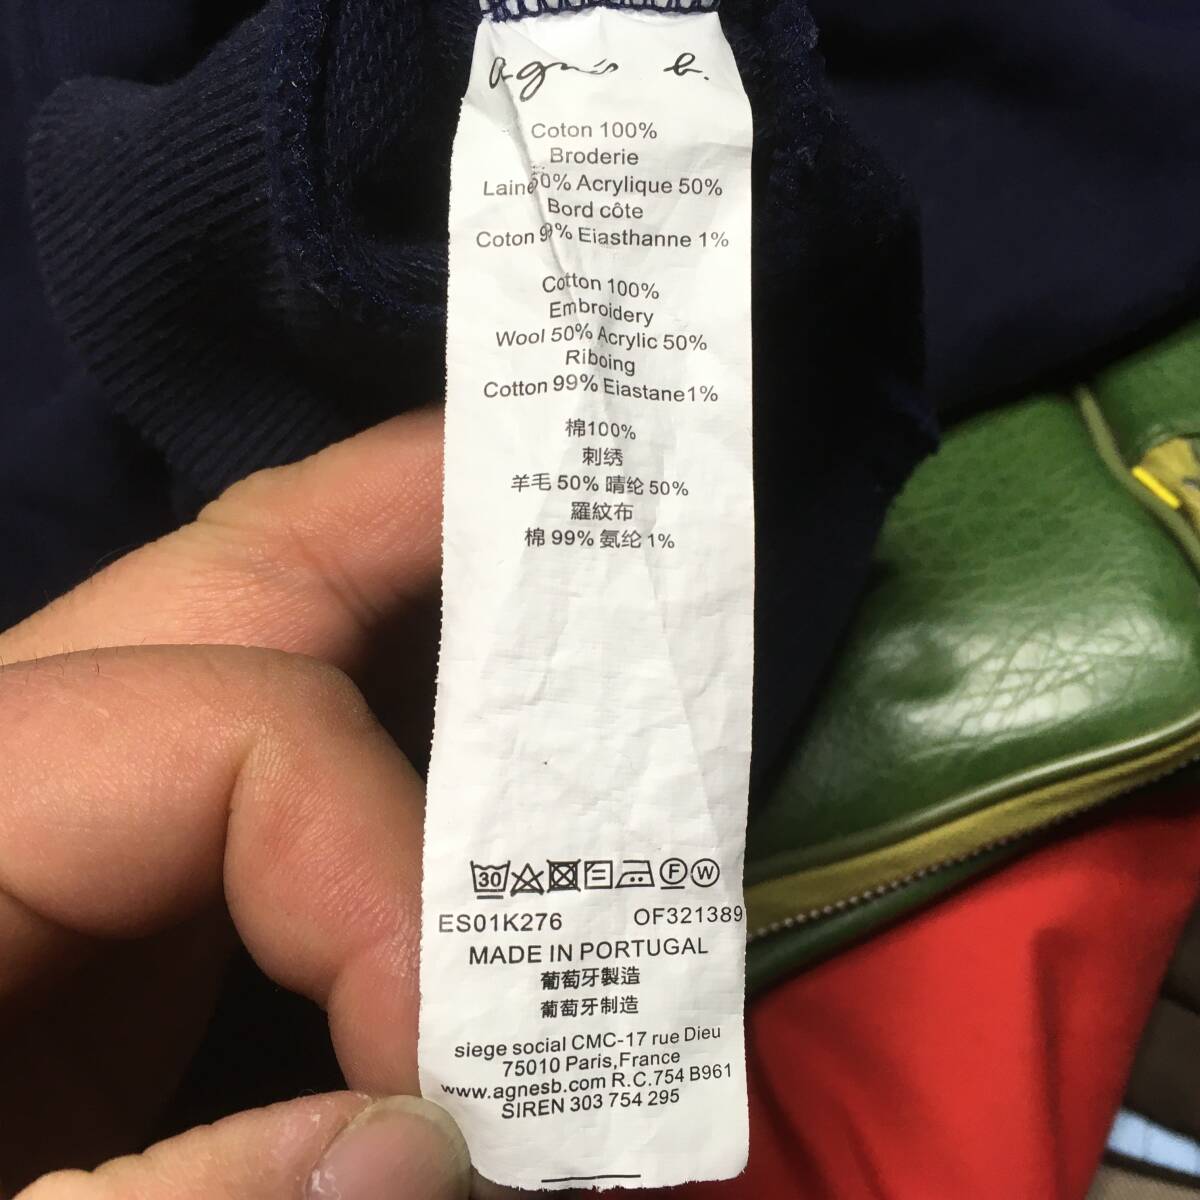 agnès b.
Coton 100%
Broderie
Laine 50% Acrylique 50%
Bord côte
Coton 99% Eiasthanne 1%
Cotton 100%
Embroidery
Wool 50% Acrylic 50%
Riboing
Cotton 99% Eiastane1%
棉100%
刺绣
羊毛 50% 晴纶 50%
羅紋布
棉 99% 氨纶 1%
30 F W
ES01K276 OF321389
MADE IN PORTUGAL
葡萄牙製造
葡萄牙制造
siege social CMC-17 rue Dieu
75010 Paris,France
www.agnesb.com R.C.754 B961
SIREN 303 754 295